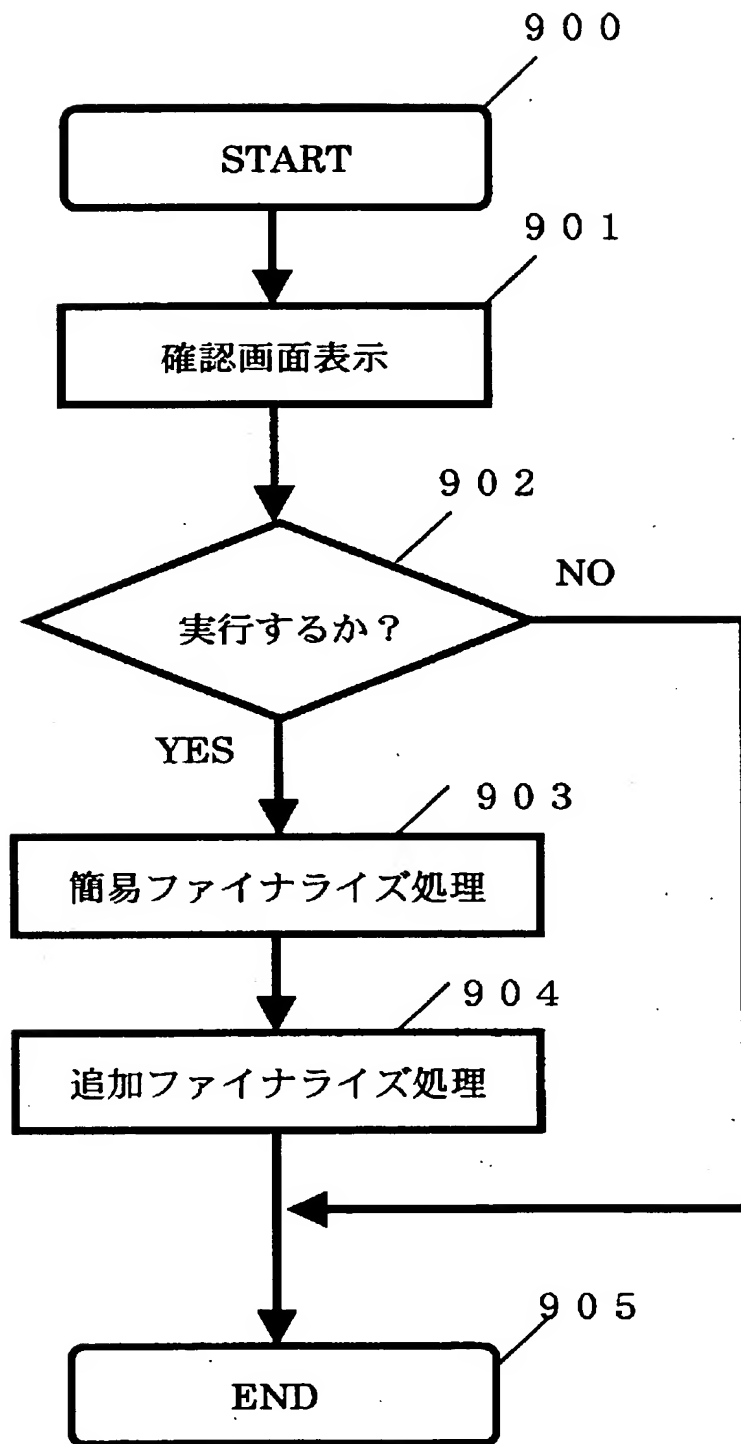 ９００
START
９０１
確認画面表示
９０２
実行するか？
NO
YES
９０３
簡易ファイナライズ処理
９０４
追加ファイナライズ処理
９０５
END